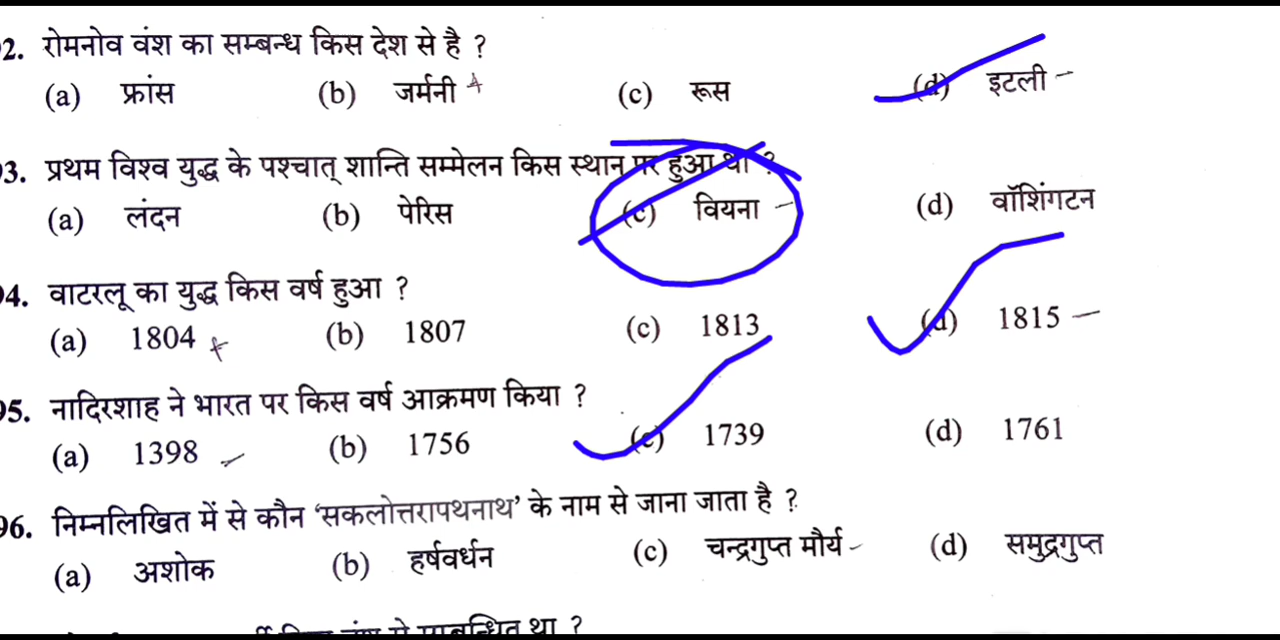 2. रोमनोव वंश का सम्बन्ध किस देश से है ?
(a) फ्रांस (b) जर्मनी (c) रूस (d) इटली
93. प्रथम विश्व युद्ध के पश्चात् शान्ति सम्मेलन किस स्थान पर हुआ था ?
(a) लंदन (b) पेरिस (c) वियना (d) वॉशिंगटन
94. वाटरलू का युद्ध किस वर्ष हुआ ?
(a) 1804 (b) 1807 (c) 1813 (d) 1815
95. नादिरशाह ने भारत पर किस वर्ष आक्रमण किया ?
(a) 1398 (b) 1756 (c) 1739 (d) 1761
96. निम्नलिखित में से कौन ‘सकलोत्तरापथनाथ’ के नाम से जाना जाता है ?
(a) अशोक (b) हर्षवर्धन (c) चन्द्रगुप्त मौर्य (d) समुद्रगुप्त
था ?